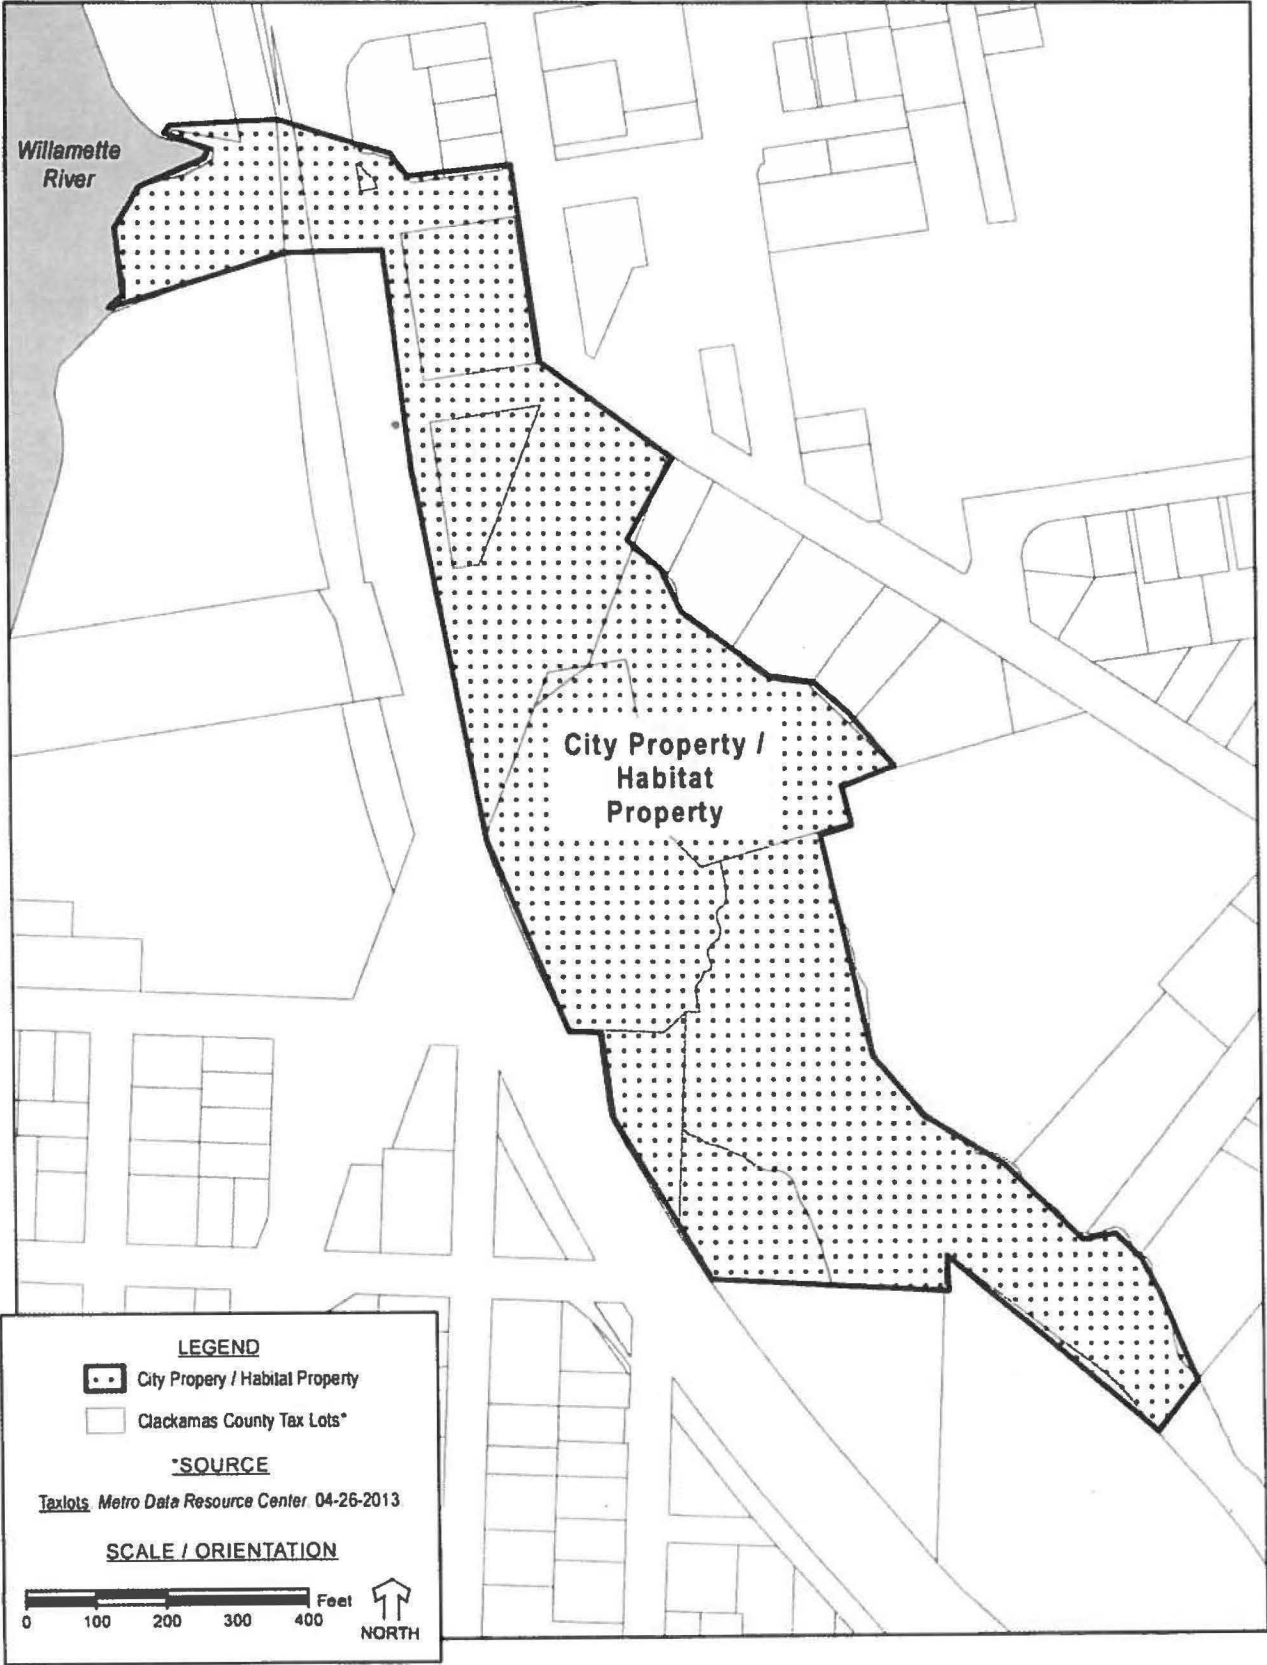 Willamette
River
City Property /
Habitat
Property
LEGEND
City Propery / Habitat Property
Clackamas County Tax Lots*
*SOURCE
Taxlots Metro Data Resource Center 04-26-2013
SCALE / ORIENTATION
Feet
0 100 200 300 400
NORTH